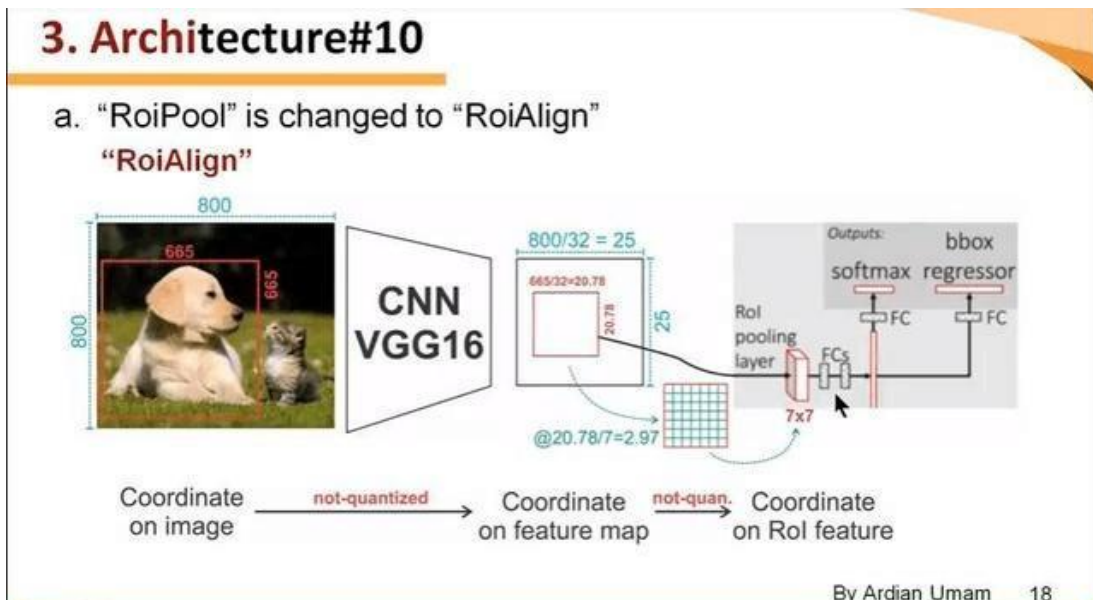 3. Architecture#10
a. “RoiPool” is changed to “RoiAlign”
“RoiAlign”
800
800
665
665
CNN
VGG16
800/32 = 25
25
665/32=20.78
20.78
@20.78/7=2.97
Outputs:
softmax
bbox
regressor
FC
FC
RoI
pooling
layer
FCs
7x7
Coordinate
on image
not-quantized
Coordinate
on feature map
not-quan.
Coordinate
on RoI feature
By Ardian Umam
18